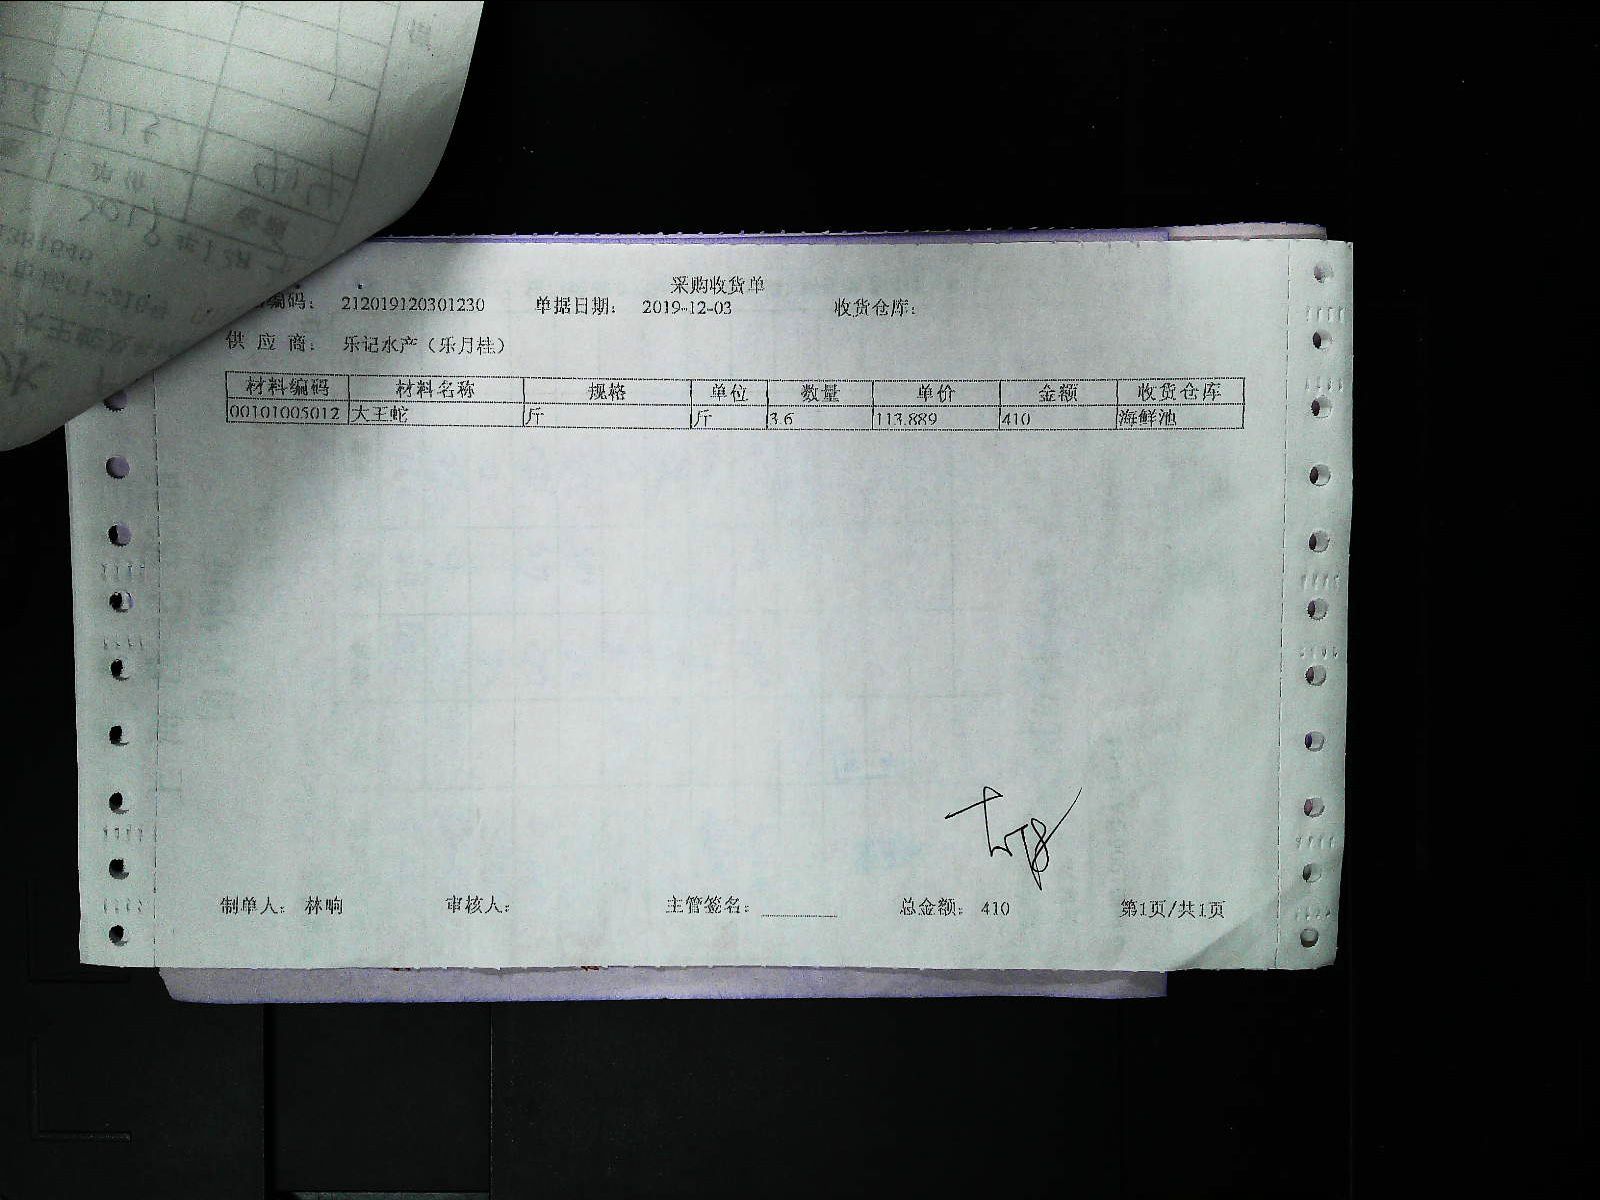 采购收货单
编码: 212019120301230 单据日期: 2019-12-03 收货仓库:
供 应 商: 乐记水产（乐月桂）
材料编码 材料名称 规格 单位 数量 单价 金额 收货仓库
00101005012 大王蛇 斤 斤 3.6 113.889 410 海鲜池
制单人: 林晌 审核人: 主管签名: 总金额: 410 第1页/共1页